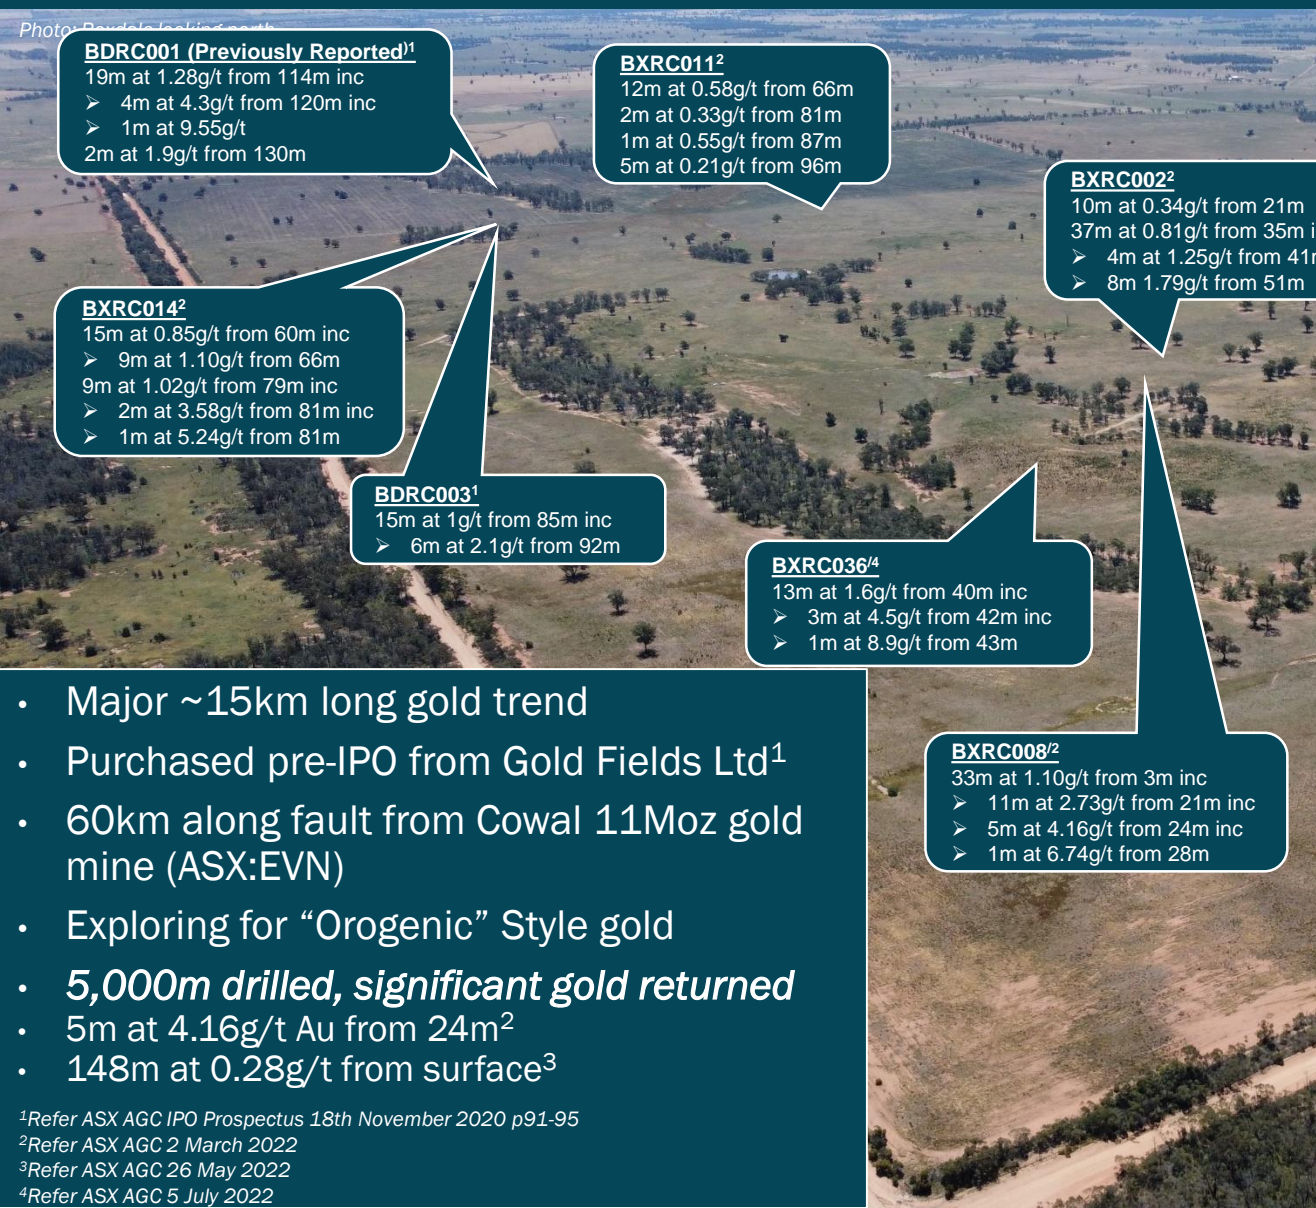 Photo: Boxdale looking north
BDRC001 (Previously Reported)1
19m at 1.28g/t from 114m inc
➢ 4m at 4.3g/t from 120m inc
➢ 1m at 9.55g/t
2m at 1.9g/t from 130m
BXRC011²
12m at 0.58g/t from 66m
2m at 0.33g/t from 81m
1m at 0.55g/t from 87m
5m at 0.21g/t from 96m
BXRC002²
10m at 0.34g/t from 21m
37m at 0.81g/t from 35m
➢ 4m at 1.25g/t from
➢ 8m 1.79g/t from 51m
BXRC014²
15m at 0.85g/t from 60m inc
➢ 9m at 1.10g/t from 66m
9m at 1.02g/t from 79m inc
➢ 2m at 3.58g/t from 81m inc
➢ 1m at 5.24g/t from 81m
BDRC003¹
15m at 1g/t from 85m inc
➢ 6m at 2.1g/t from 92m
BXRC036/4
13m at 1.6g/t from 40m inc
➢ 3m at 4.5g/t from 42m inc
➢ 1m at 8.9g/t from 43m
BXRC008/2
33m at 1.10g/t from 3m inc
➢ 11m at 2.73g/t from 21m inc
➢ 5m at 4.16g/t from 24m inc
➢ 1m at 6.74g/t from 28m
• Major ~15km long gold trend
• Purchased pre-IPO from Gold Fields Ltd¹
• 60km along fault from Cowal 11Moz gold
mine (ASX:EVN)
• Exploring for “Orogenic” Style gold
• 5,000m drilled, significant gold returned
• 5m at 4.16g/t Au from 24m²
• 148m at 0.28g/t from surface³
¹Refer ASX AGC IPO Prospectus 18th November 2020 p91-95
²Refer ASX AGC 2 March 2022
³Refer ASX AGC 26 May 2022
⁴Refer ASX AGC 5 July 2022